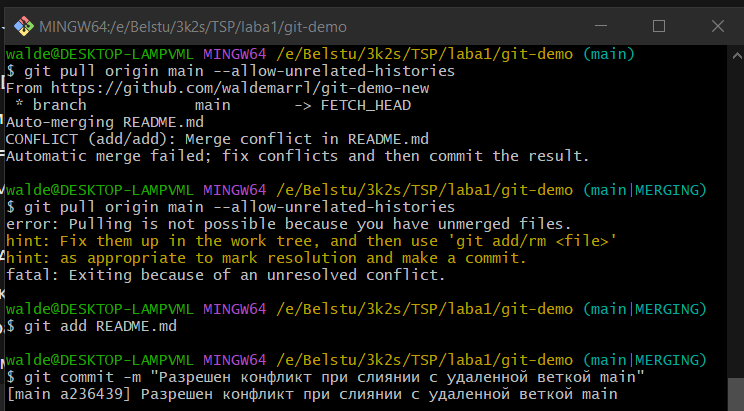 MINGW64:/e/Belstu/3k2s/TSP/laba1/git-demo
walde@DESKTOP-LAMPVML MINGW64 /e/Belstu/3k2s/TSP/laba1/git-demo (main)
$ git pull origin main --allow-unrelated-histories
From https://github.com/waldemarrl/git-demo-new
 * branch            main       -> FETCH_HEAD
Auto-merging README.md
CONFLICT (add/add): Merge conflict in README.md
Automatic merge failed; fix conflicts and then commit the result.
walde@DESKTOP-LAMPVML MINGW64 /e/Belstu/3k2s/TSP/laba1/git-demo (main|MERGING)
$ git pull origin main --allow-unrelated-histories
error: Pulling is not possible because you have unmerged files.
hint: Fix them up in the work tree, and then use 'git add/rm <file>'
hint: as appropriate to mark resolution and make a commit.
fatal: Exiting because of an unresolved conflict.
walde@DESKTOP-LAMPVML MINGW64 /e/Belstu/3k2s/TSP/laba1/git-demo (main|MERGING)
$ git add README.md
walde@DESKTOP-LAMPVML MINGW64 /e/Belstu/3k2s/TSP/laba1/git-demo (main|MERGING)
$ git commit -m "Разрешен конфликт при слиянии с удаленной веткой main"
[main a236439] Разрешен конфликт при слиянии с удаленной веткой main